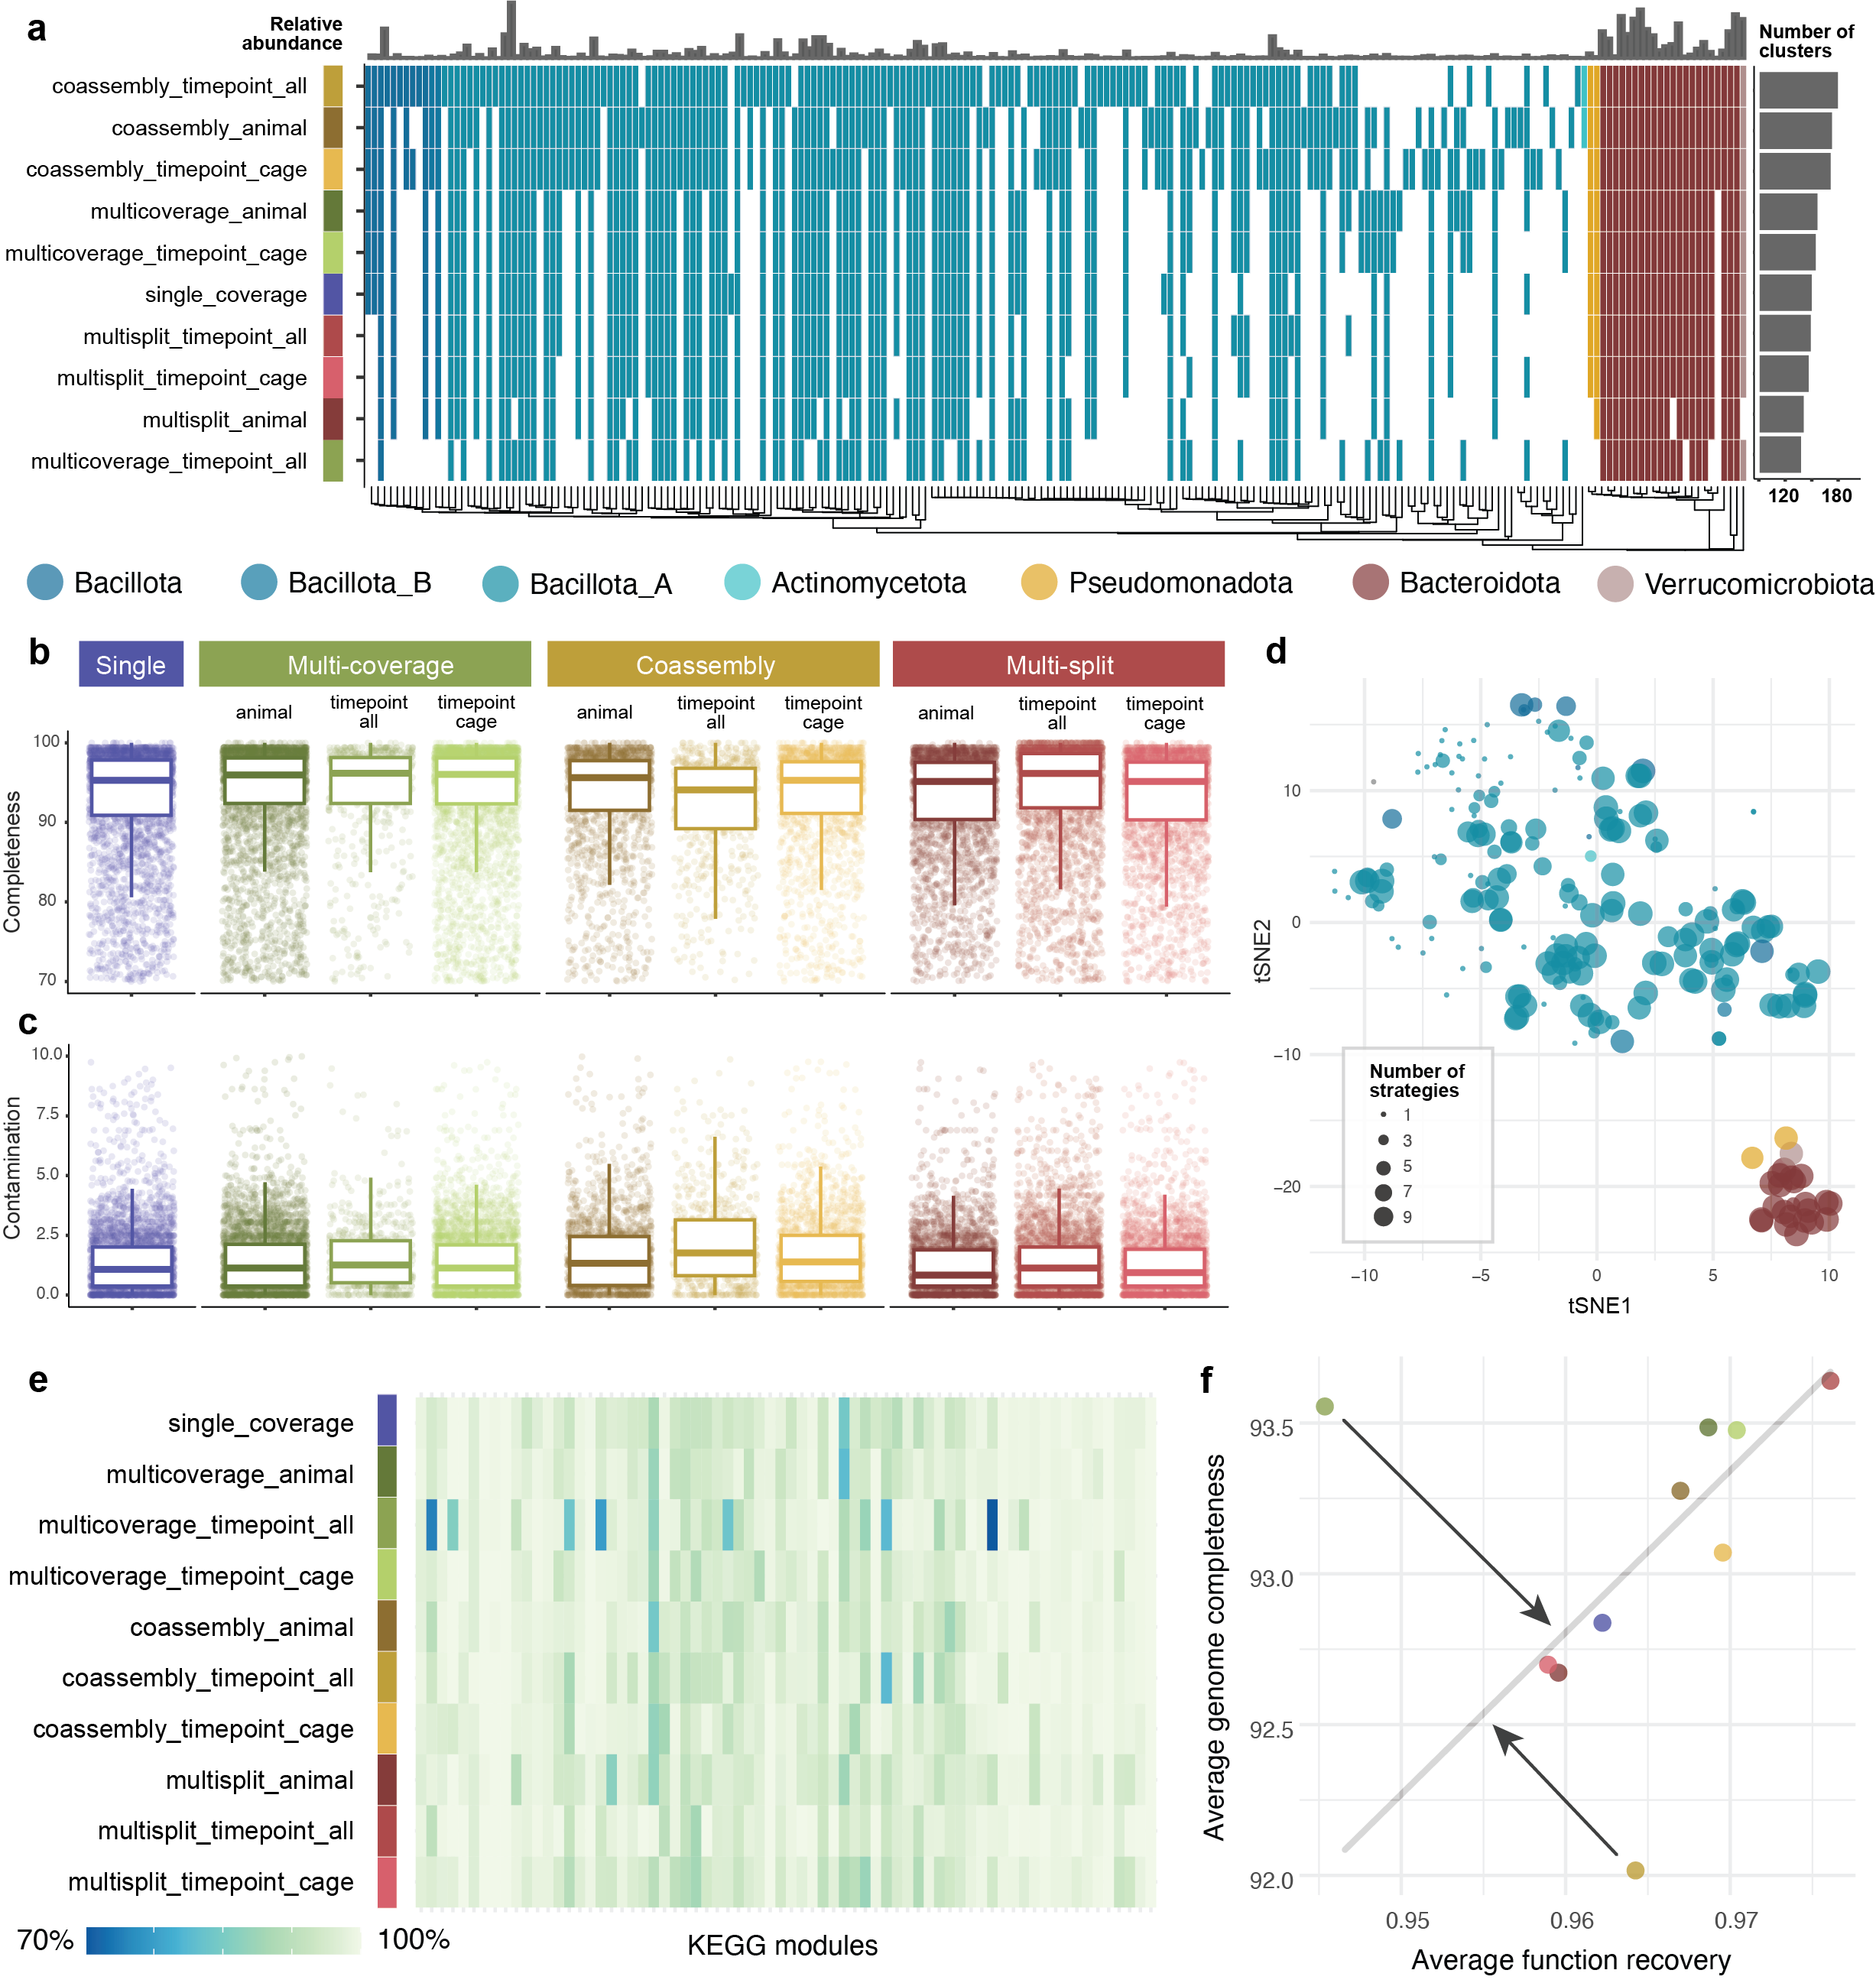 a
Relative
abundance
Number of
clusters
coassembly_timepoint_all
coassembly_animal
coassembly_timepoint_cage
multicoverage_animal
multicoverage_timepoint_cage
single_coverage
multisplit_timepoint_all
multisplit_timepoint_cage
multisplit_animal
multicoverage_timepoint_all
120 180
Bacillota Bacillota_B Bacillota_A Actinomycetota Pseudomonadota Bacteroidota Verrucomicrobiota
b
Single Multi-coverage Coassembly Multi-split
animal timepoint all timepoint cage animal timepoint all timepoint cage animal timepoint all timepoint cage
Completeness
100
90
80
70
c
Contamination
10.0
7.5
5.0
2.5
0.0
d
tSNE2
10
0
−10
−20
Number of
strategies
1
3
5
7
9
−10 −5 0 5 10
tSNE1
e
single_coverage
multicoverage_animal
multicoverage_timepoint_all
multicoverage_timepoint_cage
coassembly_animal
coassembly_timepoint_all
coassembly_timepoint_cage
multisplit_animal
multisplit_timepoint_all
multisplit_timepoint_cage
70% 100%
KEGG modules
f
Average genome completeness
93.5
93.0
92.5
92.0
0.95 0.96 0.97
Average function recovery